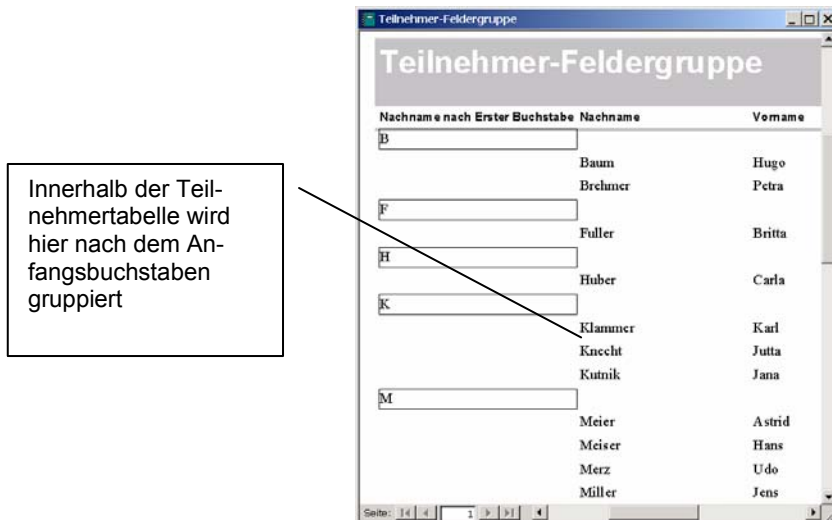 Teilnehmer-Feldergruppe
Teilnehmer-Feldergruppe
Nachname nach Erster Buchstabe Nachname Vorname
B
Baum Hugo
Brehmer Petra
F
Fuller Britta
H
Huber Carla
K
Klammer Karl
Knecht Jutta
Kutnik Jana
M
Meier Astrid
Meiser Hans
Merz Udo
Miller Jens
Seite: 1
Innerhalb der Teil-
nehmertabelle wird
hier nach dem An-
fangsbuchstaben
gruppiert